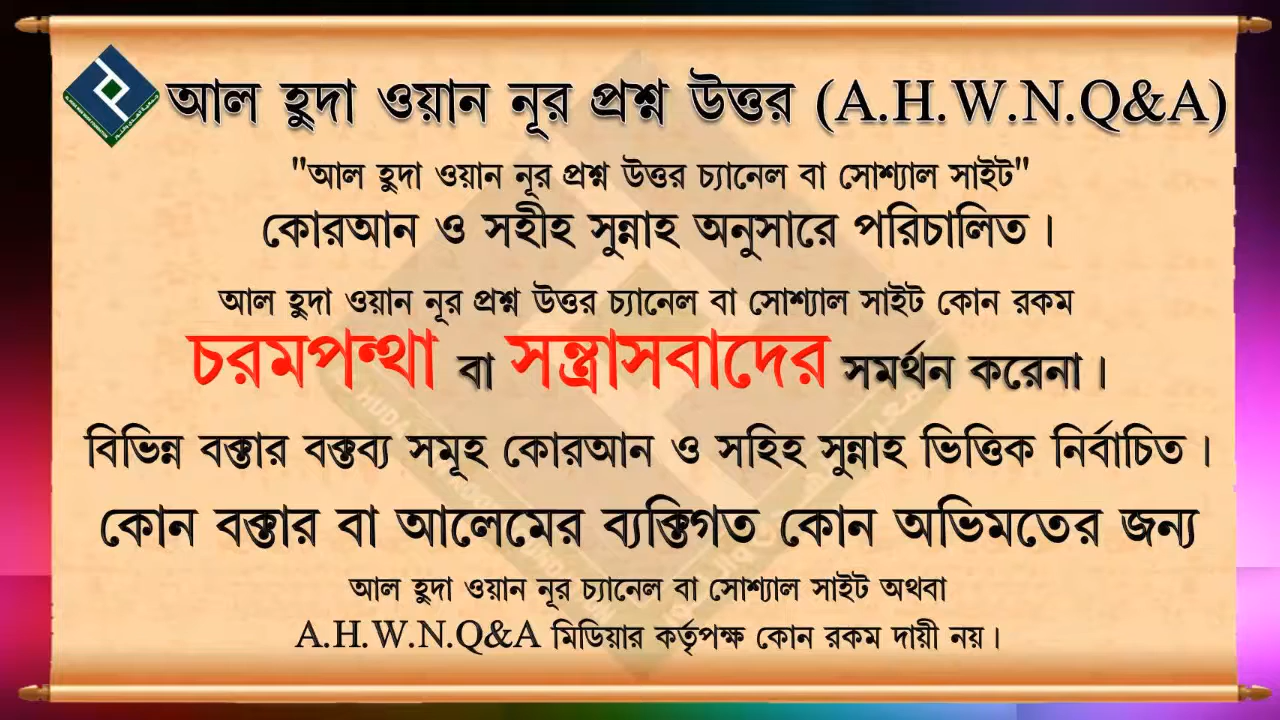 আল হুদা ওয়ান নূর প্রশ্ন উত্তর (A.H.W.N.Q&A)
"আল হুদা ওয়ান নূর প্রশ্ন উত্তর চ্যানেল বা সোশ্যাল সাইট"
কোরআন ও সহীহ সুন্নাহ অনুসারে পরিচালিত।
আল হুদা ওয়ান নূর প্রশ্ন উত্তর চ্যানেল বা সোশ্যাল সাইট কোন রকম
চরমপন্থা বা সন্ত্রাসবাদের সমর্থন করেনা।
বিভিন্ন বক্তার বক্তব্য সমূহ কোরআন ও সহিহ সুন্নাহ ভিত্তিক নির্বাচিত।
কোন বক্তার বা আলেমের ব্যক্তিগত কোন অভিমতের জন্য
আল হুদা ওয়ান নূর চ্যানেল বা সোশ্যাল সাইট অথবা
A.H.W.N.Q&A মিডিয়ার কর্তৃপক্ষ কোন রকম দায়ী নয়।